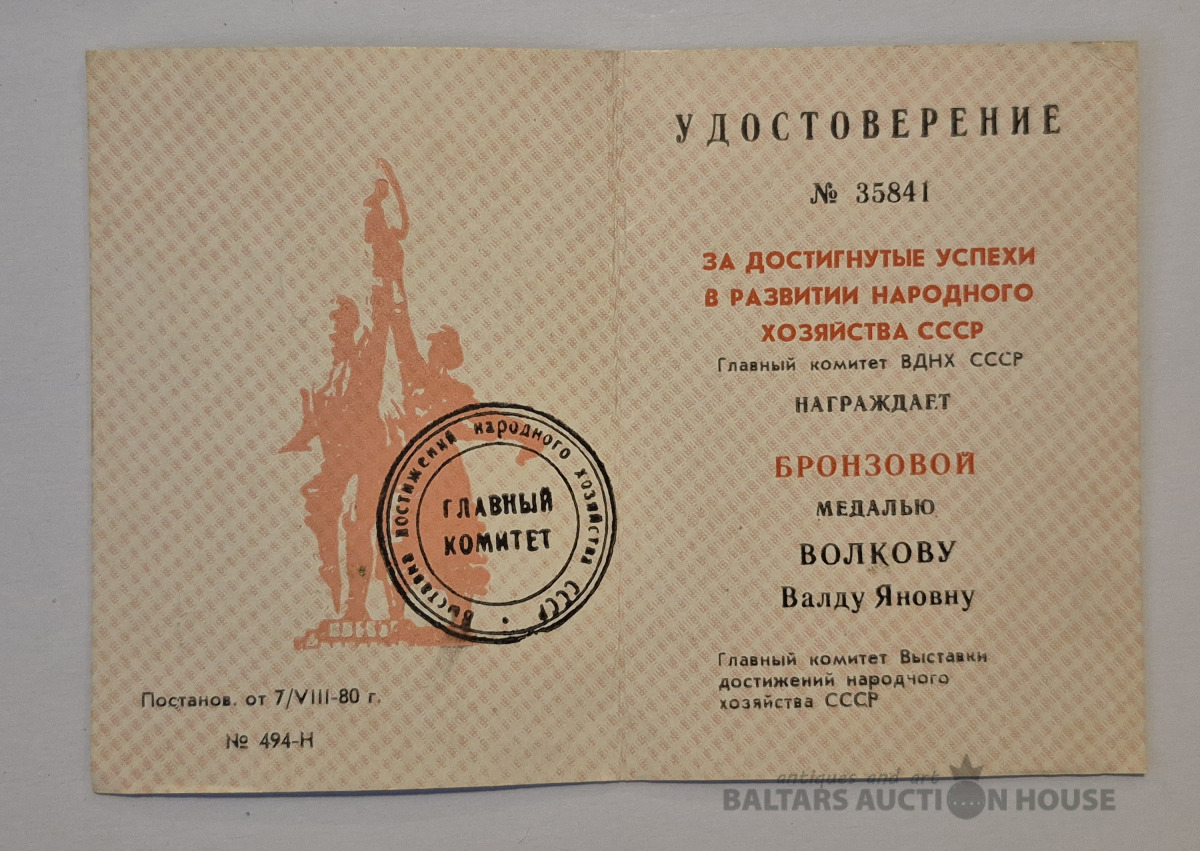 Выставка достижений народного хозяйства СССР •
ГЛАВНЫЙ
КОМИТЕТ
Постанов. от 7/VIII-80 г.
№ 494-Н
УДОСТОВЕРЕНИЕ
№ 35841
ЗА ДОСТИГНУТЫЕ УСПЕХИ
В РАЗВИТИИ НАРОДНОГО
ХОЗЯЙСТВА СССР
Главный комитет ВДНХ СССР
НАГРАЖДАЕТ
БРОНЗОВОЙ
МЕДАЛЬЮ
ВОЛКОВУ
Валду Яновну
Главный комитет Выставки
достижений народного
хозяйства СССР
antiques and art
BALTARS AUCTION HOUSE